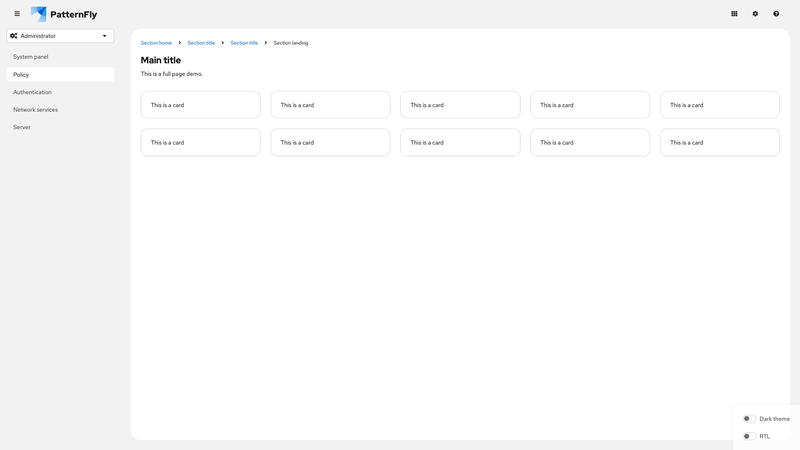 PatternFly
Administrator
System panel
Policy
Authentication
Network services
Server
Section home
Section title
Section title
Section landing
Main title
This is a full page demo.
This is a card
This is a card
This is a card
This is a card
This is a card
This is a card
This is a card
This is a card
This is a card
This is a card
Dark theme
RTL